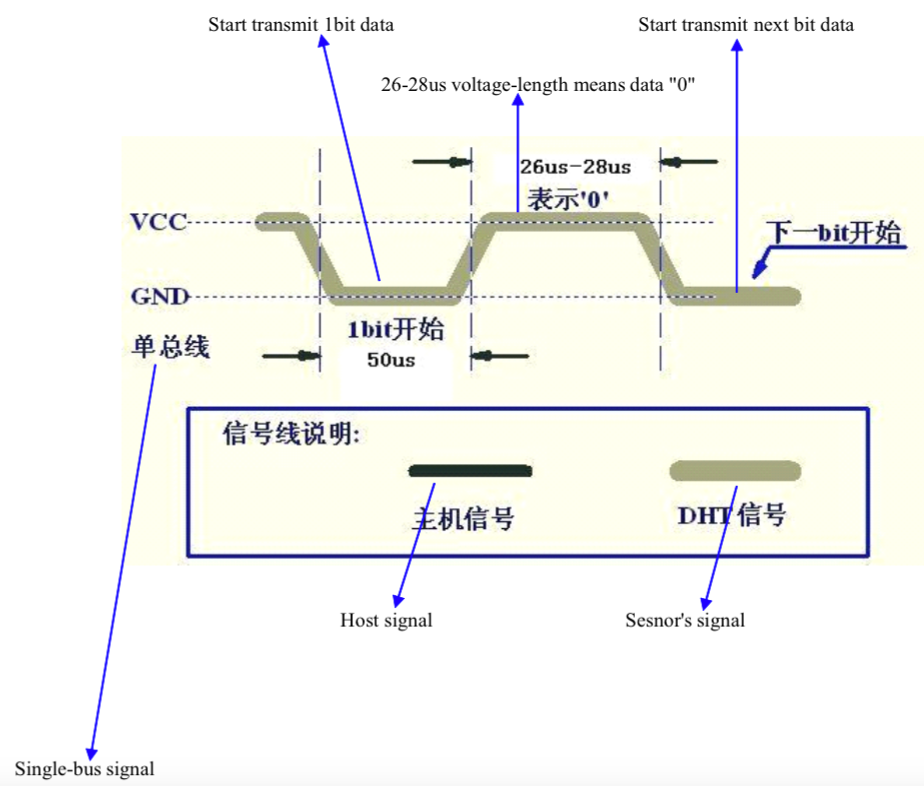 Start transmit 1bit data
Start transmit next bit data
26-28us voltage-length means data "0"
26us-28us
表示'0'
VCC
下一bit开始
GND
1bit开始
单总线
50us
信号线说明:
主机信号
DHT信号
Host signal
Sesnor's signal
Single-bus signal